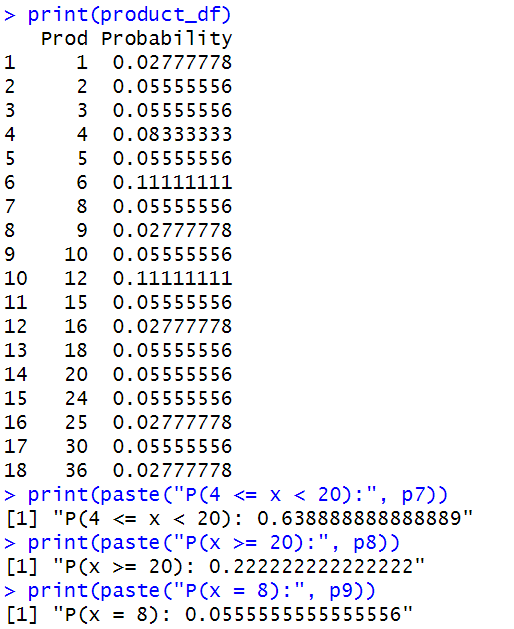 > print(product_df)
   Prod Probability
1     1  0.02777778
2     2  0.05555556
3     3  0.05555556
4     4  0.08333333
5     5  0.05555556
6     6  0.11111111
7     8  0.05555556
8     9  0.02777778
9    10  0.05555556
10   12  0.11111111
11   15  0.05555556
12   16  0.02777778
13   18  0.05555556
14   20  0.05555556
15   24  0.05555556
16   25  0.02777778
17   30  0.05555556
18   36  0.02777778
> print(paste("P(4 <= x < 20):", p7))
[1] "P(4 <= x < 20): 0.638888888888889"
> print(paste("P(x >= 20):", p8))
[1] "P(x >= 20): 0.222222222222222"
> print(paste("P(x = 8):", p9))
[1] "P(x = 8): 0.0555555555555556"